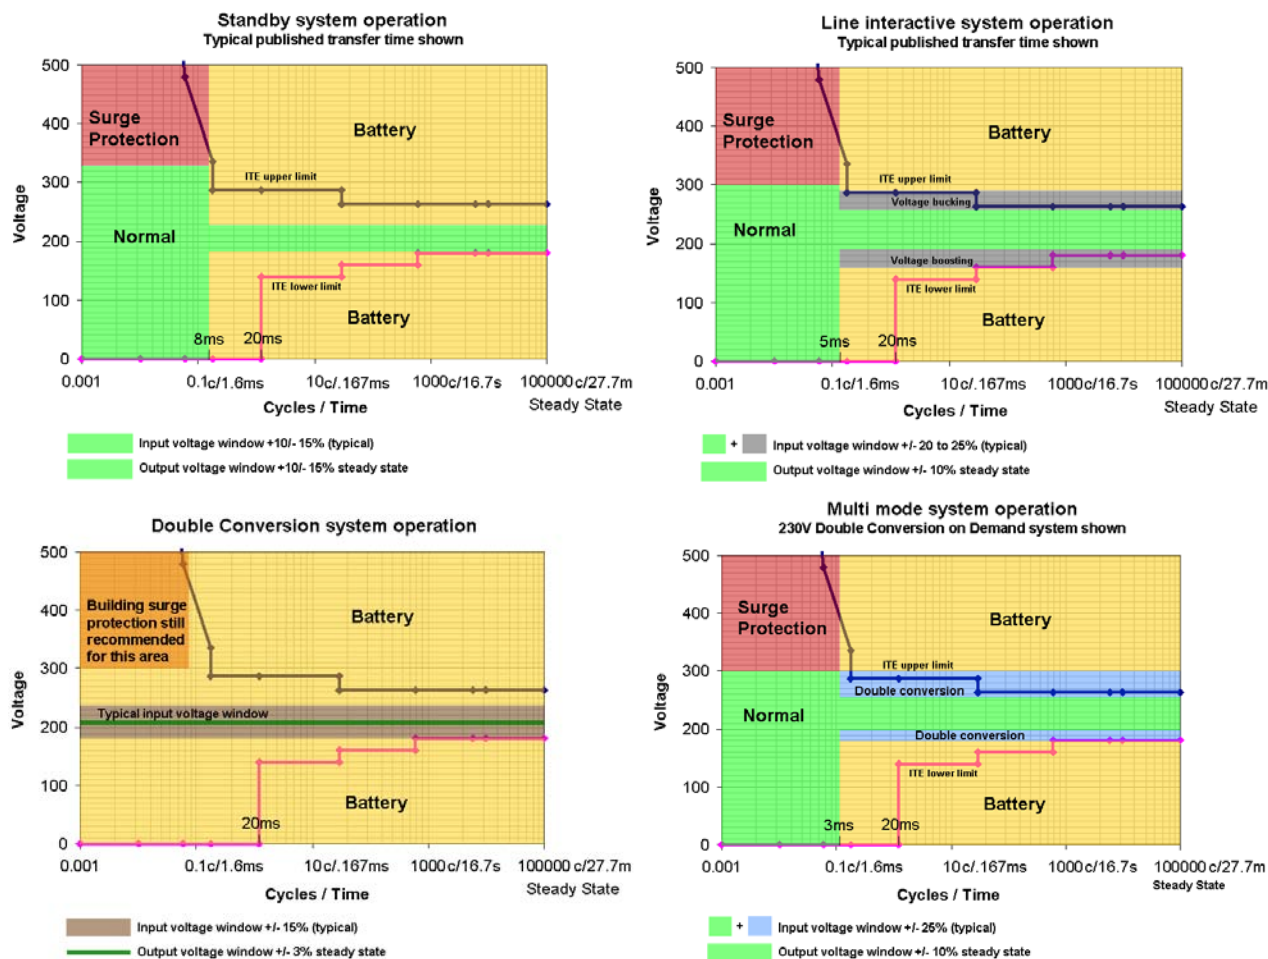 Standby system operation
Typical published transfer time shown
500
400
300
200
100
0
Voltage
Surge
Protection
Battery
ITE upper limit
Normal
ITE lower limit
Battery
8ms
20ms
0.001
0.1c/1.6ms
10c/.167ms
1000c/16.7s
100000c/27.7m
Cycles / Time
Steady State
Input voltage window +10/- 15% (typical)
Output voltage window +10/- 15% steady state
Line interactive system operation
Typical published transfer time shown
500
400
300
200
100
0
Voltage
Surge
Protection
Battery
ITE upper limit
Voltage bucking
Normal
Voltage boosting
ITE lower limit
Battery
5ms
20ms
0.001
0.1c/1.6ms
10c/.167ms
1000c/16.7s
100000c/27.7m
Cycles / Time
Steady State
+
Input voltage window +/- 20 to 25% (typical)
Output voltage window +/- 10% steady state
Double Conversion system operation
500
400
300
200
100
0
Voltage
Building surge
protection still
recommended
for this area
Battery
Typical input voltage window
Battery
20ms
0.001
0.1c/1.6ms
10c/.167ms
1000c/16.7s
100000c/27.7m
Cycles / Time
Steady State
Input voltage window +/- 15% (typical)
Output voltage window +/- 3% steady state
Multi mode system operation
230V Double Conversion on Demand system shown
500
400
300
200
100
0
Voltage
Surge
Protection
Battery
ITE upper limit
Double conversion
Normal
Double conversion
ITE lower limit
Battery
3ms
20ms
0.001
0.1c/1.6ms
10c/.167ms
1000c/16.7s
100000c/27.7m
Cycles / Time
Steady State
+
Input voltage window +/- 25% (typical)
Output voltage window +/- 10% steady state